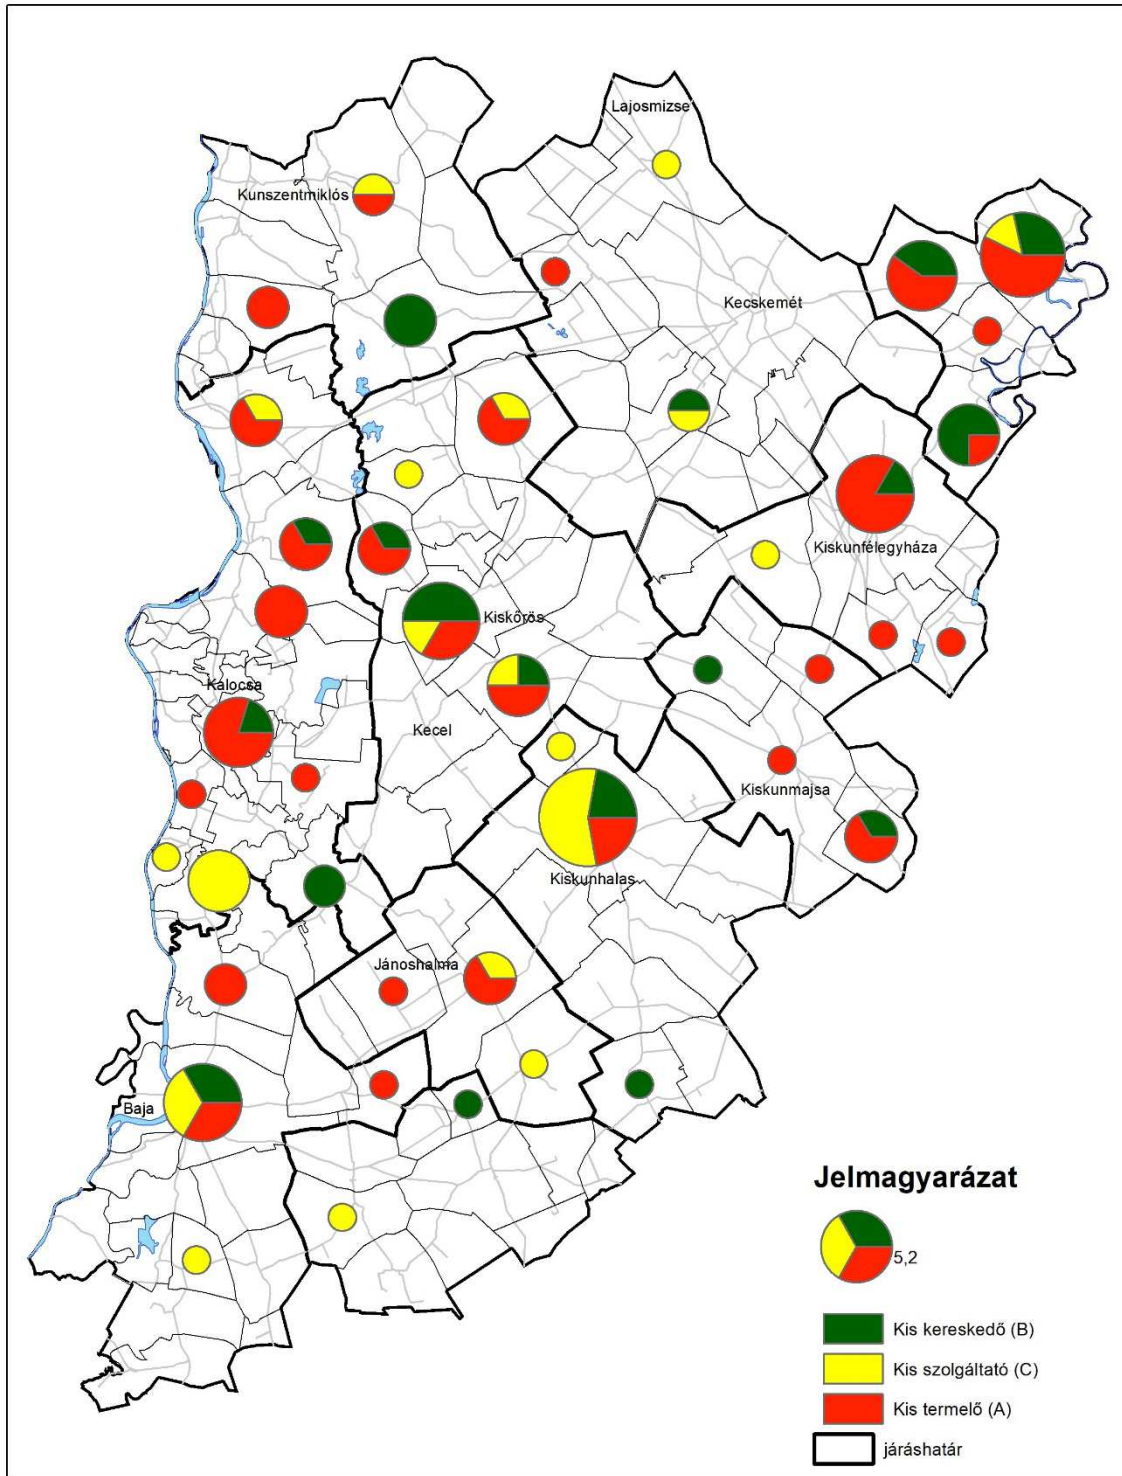 Lajosmizse
Kunszentmiklós
Kecskemét
Kiskunfélegyháza
Kiskőrös
Kalocsa
Kecel
Kiskunmajsa
Kiskunhalas
Jánoshalma
Baja
Jelmagyarázat
5,2
Kis kereskedő (B)
Kis szolgáltató (C)
Kis termelő (A)
járáshatár